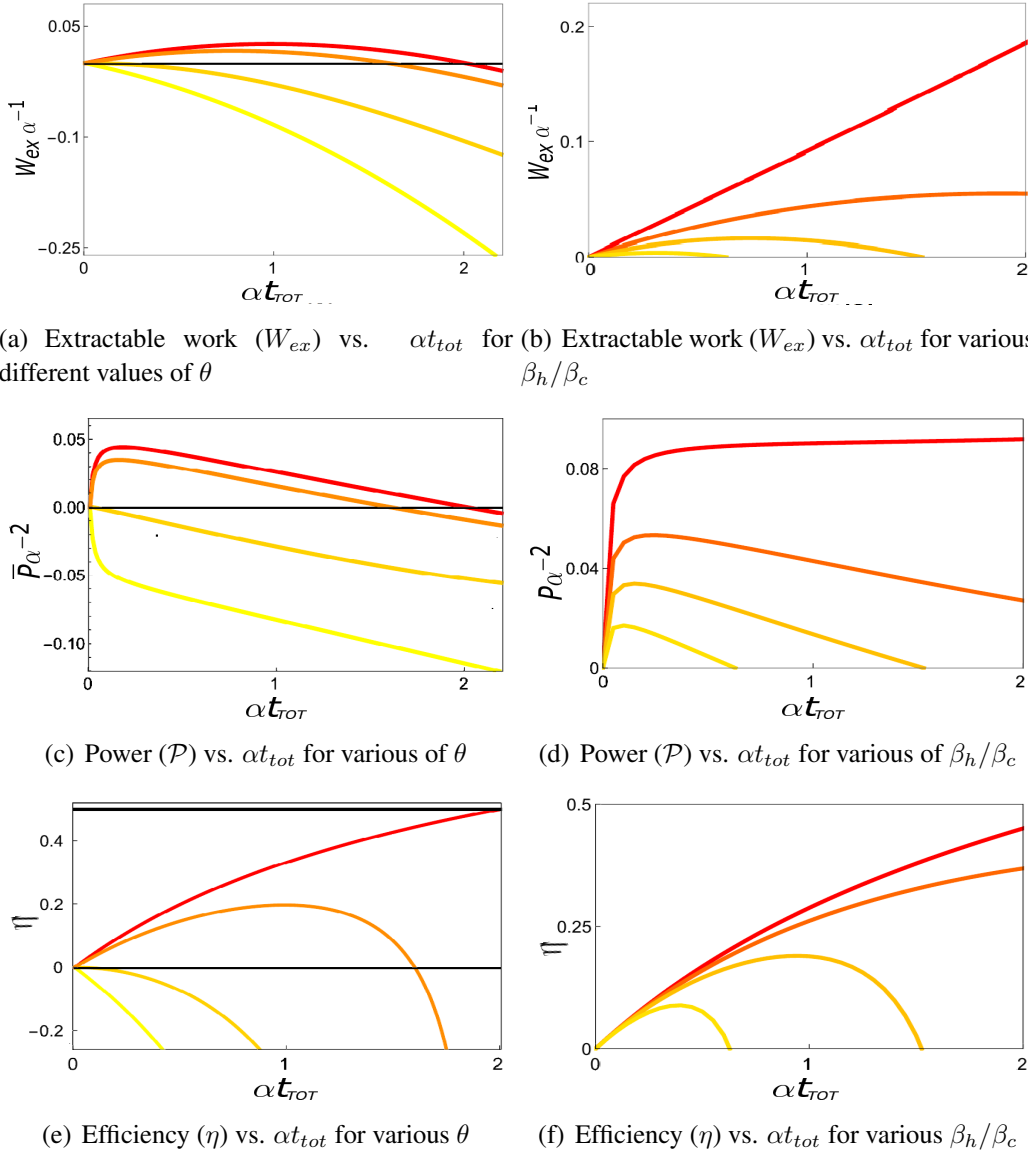 0.05
−0.1
−0.25
W_ex α^−1
0 1 2
αt_TOT
0.2
0.1
0
W_ex α^−1
0 1 2
αt_TOT
(a) Extractable work (W_ex) vs. αt_tot for
different values of θ
(b) Extractable work (W_ex) vs. αt_tot for various
β_h/β_c
0.05
0.00
−0.05
−0.10
P̄α^−2
0 1 2
αt_TOT
0.08
0.04
0
Pα^−2
0 1 2
αt_TOT
(c) Power (𝒫) vs. αt_tot for various of θ
(d) Power (𝒫) vs. αt_tot for various of β_h/β_c
0.4
0.2
0
−0.2
η
0 1 2
αt_TOT
0.5
0.25
0
η
0 1 2
αt_TOT
(e) Efficiency (η) vs. αt_tot for various θ
(f) Efficiency (η) vs. αt_tot for various β_h/β_c